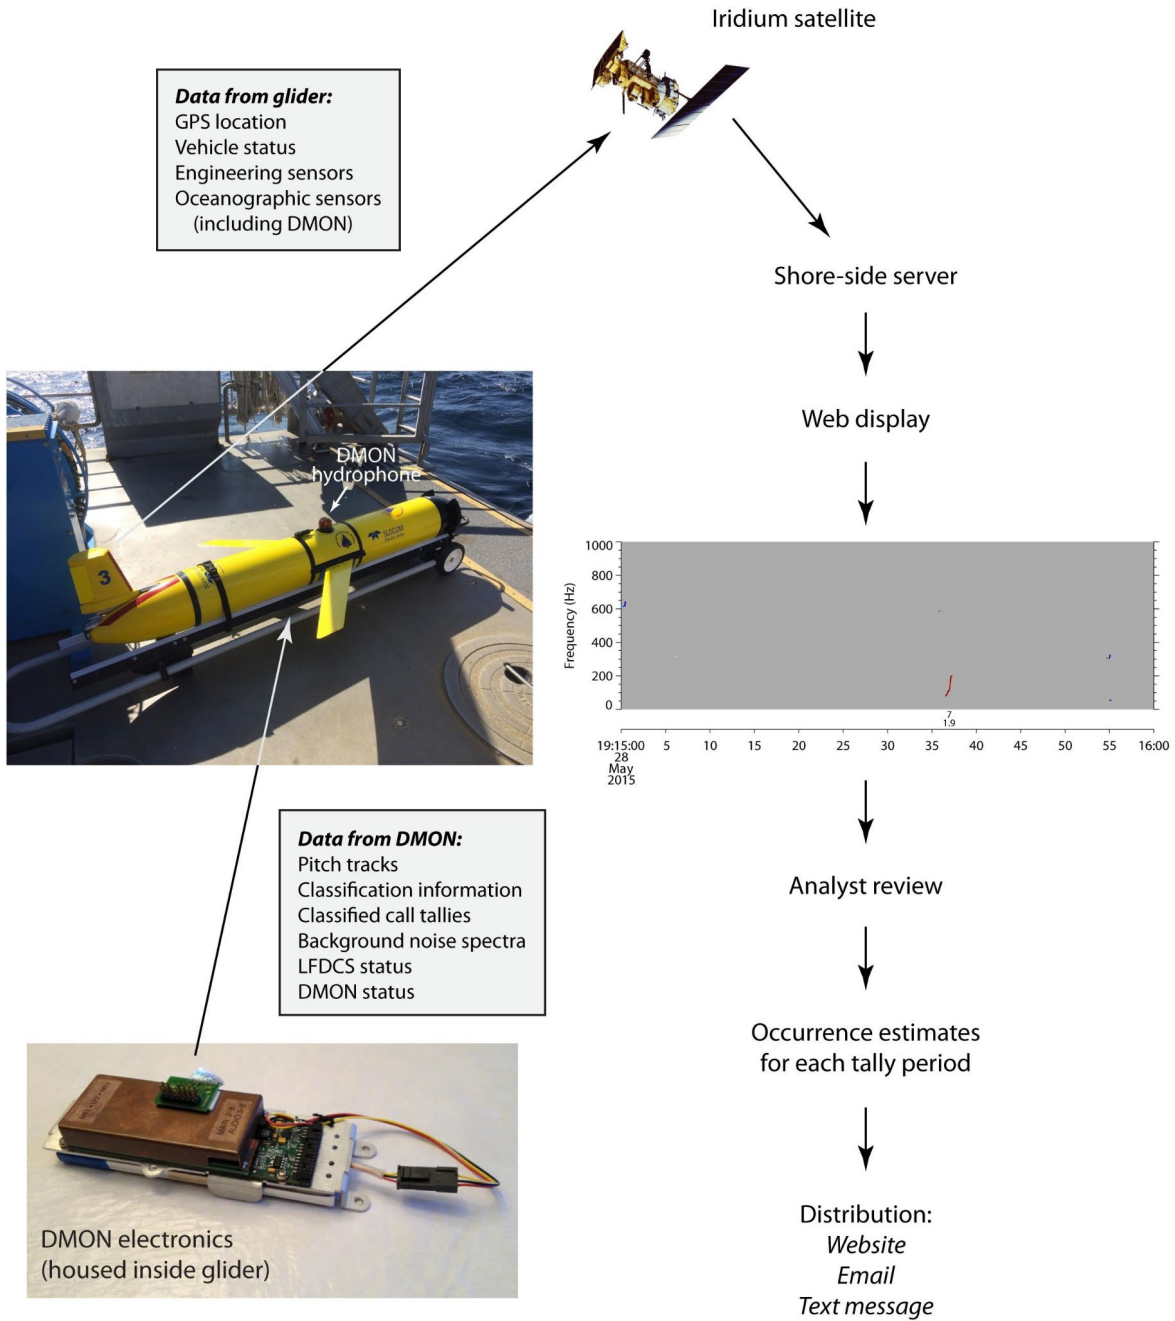 Iridium satellite
Data from glider:
GPS location
Vehicle status
Engineering sensors
Oceanographic sensors
(including DMON)
DMON
hydrophone
3
SLOCUM
Data from DMON:
Pitch tracks
Classification information
Classified call tallies
Background noise spectra
LFDCS status
DMON status
MAIN 2-B
DMON electronics
(housed inside glider)
Shore-side server
Web display
Frequency (Hz)
1000
800
600
400
200
0
7
1.9
19:15:00 5 10 15 20 25 30 35 40 45 50 55 16:00
28
May
2015
Analyst review
Occurrence estimates
for each tally period
Distribution:
Website
Email
Text message